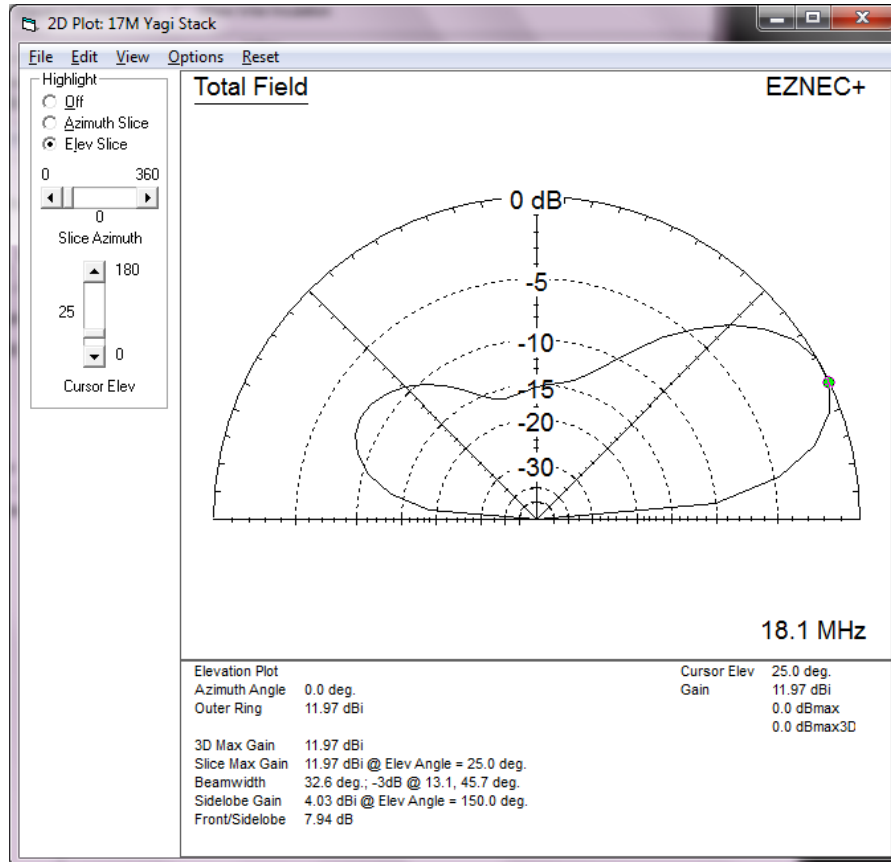 2D Plot: 17M Yagi Stack
File Edit View Options Reset
Highlight
Off
Azimuth Slice
Elev Slice
0 360
0
Slice Azimuth
180
25
0
Cursor Elev
Total Field
EZNEC+
0 dB
-5
-10
-15
-20
-30
18.1 MHz
Elevation Plot
Azimuth Angle 0.0 deg.
Outer Ring 11.97 dBi
3D Max Gain 11.97 dBi
Slice Max Gain 11.97 dBi @ Elev Angle = 25.0 deg.
Beamwidth 32.6 deg.; -3dB @ 13.1, 45.7 deg.
Sidelobe Gain 4.03 dBi @ Elev Angle = 150.0 deg.
Front/Sidelobe 7.94 dB
Cursor Elev 25.0 deg.
Gain 11.97 dBi
0.0 dBmax
0.0 dBmax3D